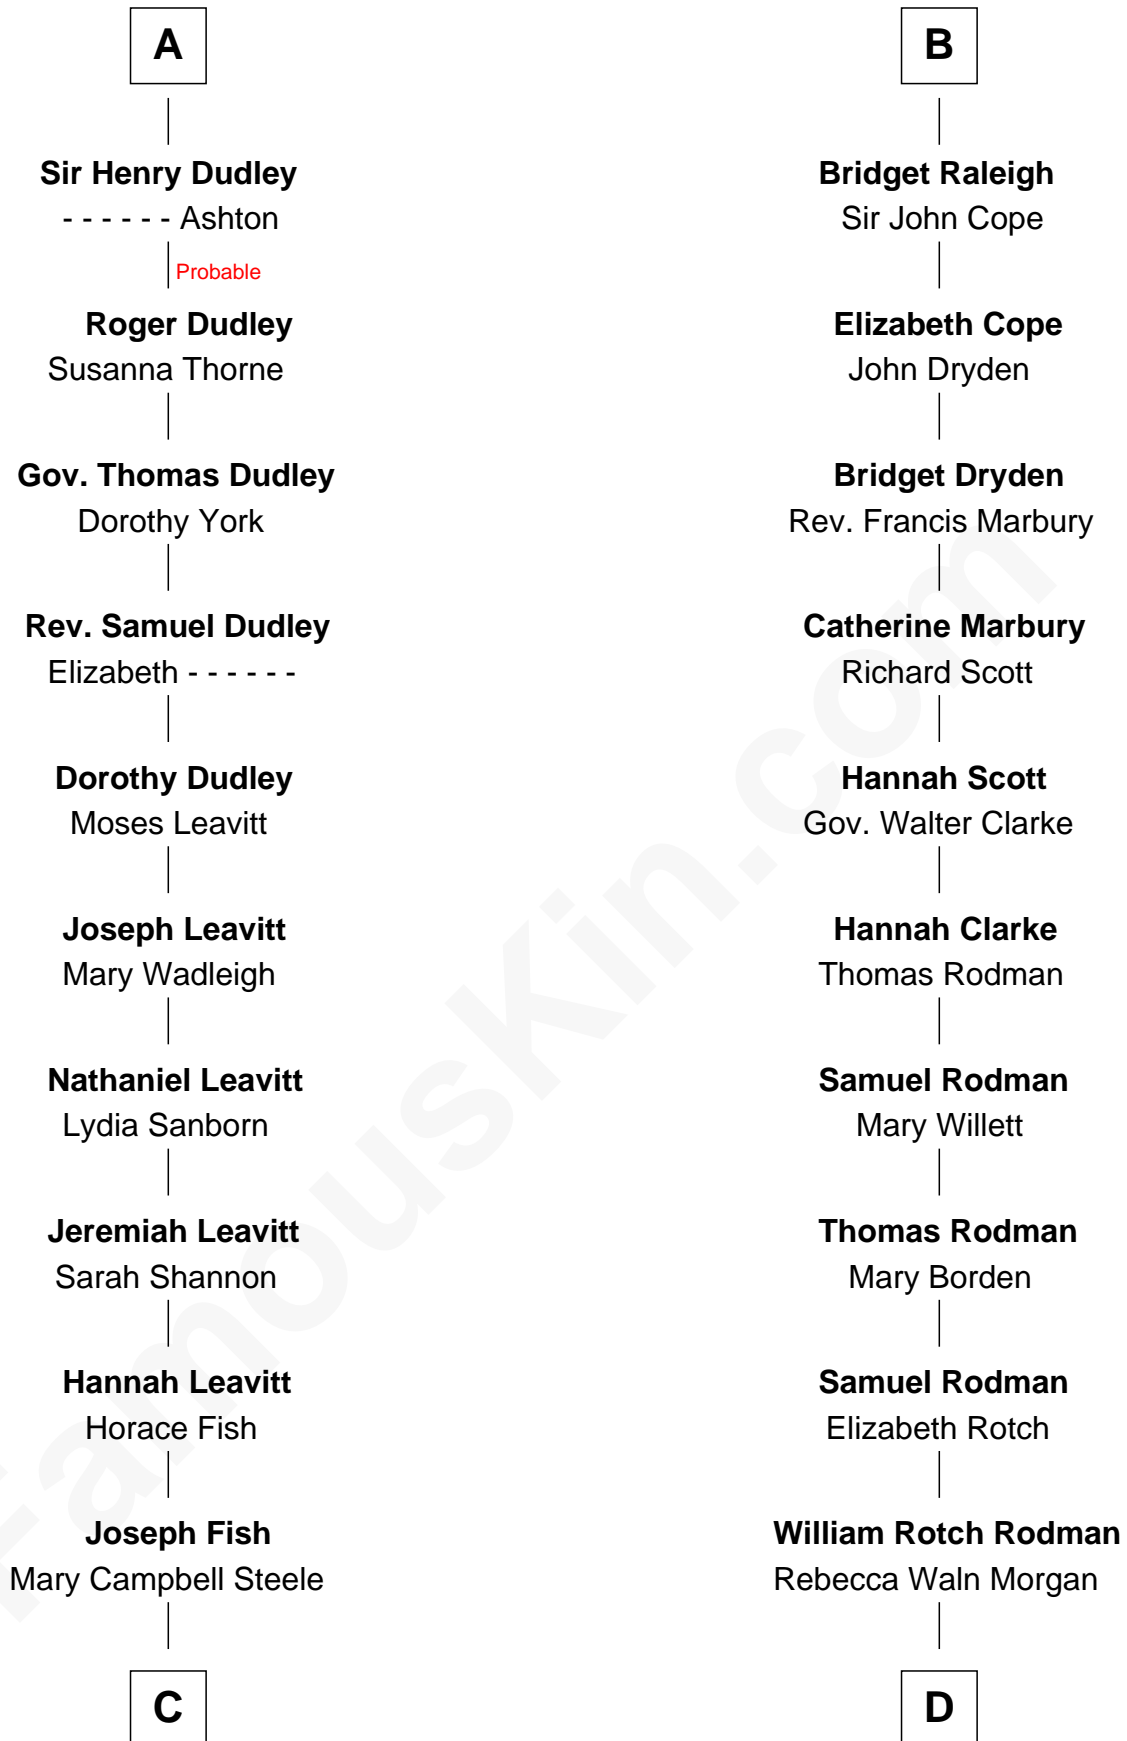 A
Sir Henry Dudley
- - - - - - Ashton
Probable
Roger Dudley
Susanna Thorne
Gov. Thomas Dudley
Dorothy York
Rev. Samuel Dudley
Elizabeth - - - - - -
Dorothy Dudley
Moses Leavitt
Joseph Leavitt
Mary Wadleigh
Nathaniel Leavitt
Lydia Sanborn
Jeremiah Leavitt
Sarah Shannon
Hannah Leavitt
Horace Fish
Joseph Fish
Mary Campbell Steele
C
B
Bridget Raleigh
Sir John Cope
Elizabeth Cope
John Dryden
Bridget Dryden
Rev. Francis Marbury
Catherine Marbury
Richard Scott
Hannah Scott
Gov. Walter Clarke
Hannah Clarke
Thomas Rodman
Samuel Rodman
Mary Willett
Thomas Rodman
Mary Borden
Samuel Rodman
Elizabeth Rotch
William Rotch Rodman
Rebecca Waln Morgan
D
FamousKin.com